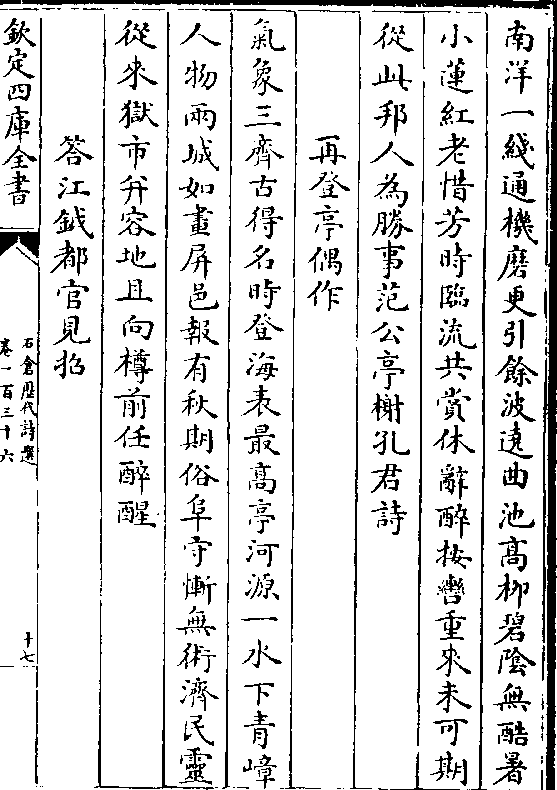 南洋一綫通機磨更引餘波遶曲池高柳碧陰無酷暑
小蓮紅老惜芳時臨流共賞休辭醉按轡重來未可期
從此邦人為勝事范公亭榭孔君詩
再登亭偶作
氣象三齊古得名時登海表最高亭河源一水下青嶂
人物兩城如畫屏邑報有秋期俗阜守慚無術濟民靈
從來獄市并容地且向樽前任醉醒
答江鉞都官見招
欽定四庫全書
石倉歷代詩選
卷一百三十六
十七